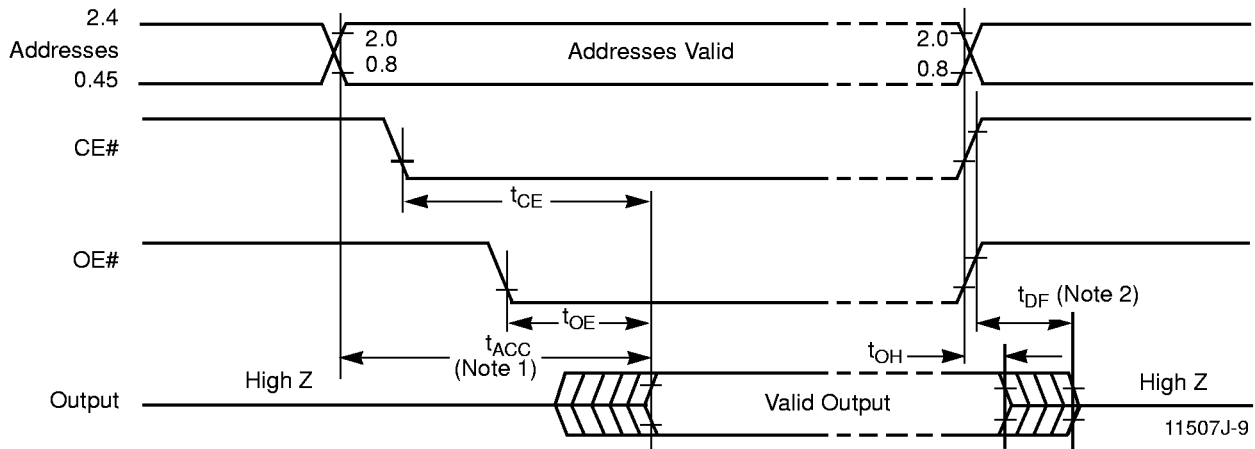 2.4
Addresses
0.45
2.0
0.8
Addresses Valid
2.0
0.8
CE#
tCE
OE#
tOE
tDF (Note 2)
tACC
(Note 1)
tOH
High Z
High Z
Output
Valid Output
11507J-9